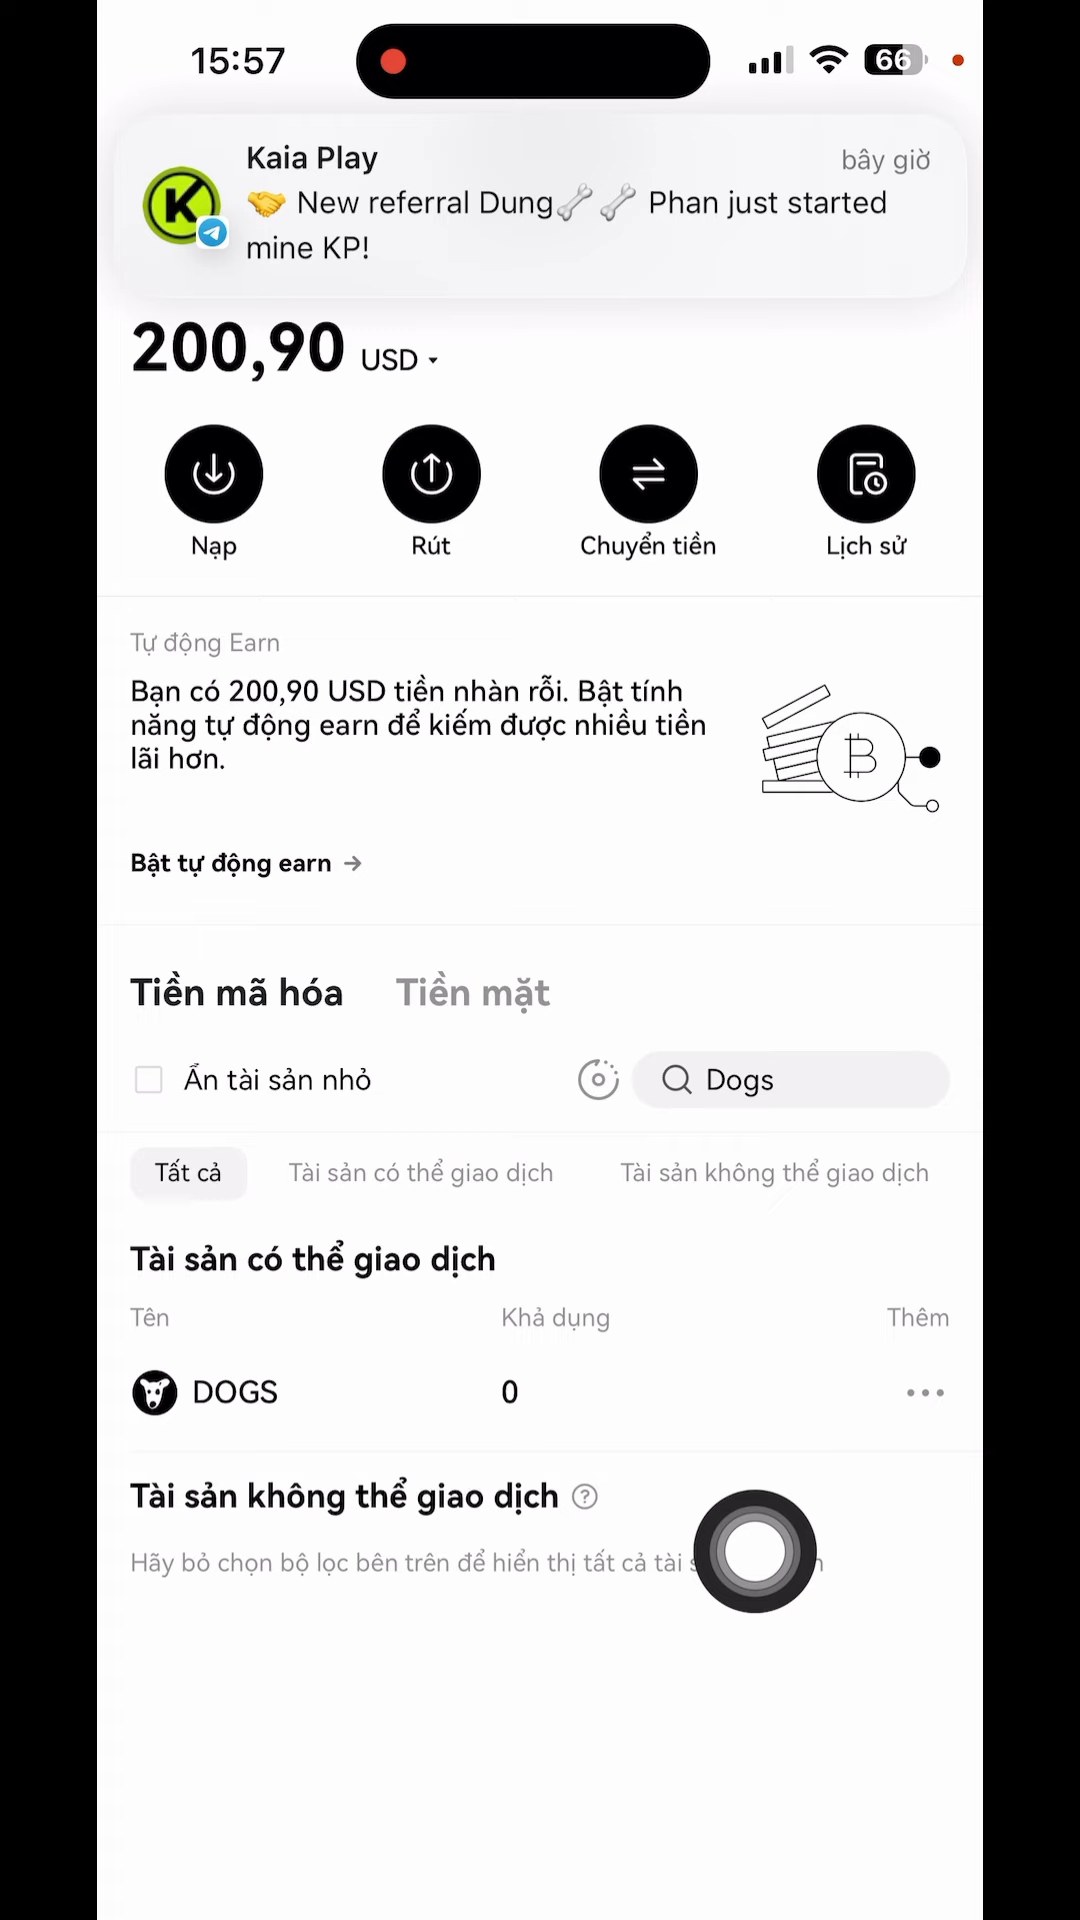 15:57
66
Kaia Play
bây giờ
🤝 New referral Dung🦴🦴 Phan just started
mine KP!
200,90 USD
Nạp
Rút
Chuyển tiền
Lịch sử
Tự động Earn
Bạn có 200,90 USD tiền nhàn rỗi. Bật tính
năng tự động earn để kiếm được nhiều tiền
lãi hơn.
Bật tự động earn →
Tiền mã hóa
Tiền mặt
Ẩn tài sản nhỏ
Dogs
Tất cả
Tài sản có thể giao dịch
Tài sản không thể giao dịch
Tài sản có thể giao dịch
Tên
Khả dụng
Thêm
DOGS
0
Tài sản không thể giao dịch
Hãy bỏ chọn bộ lọc bên trên để hiển thị tất cả tài